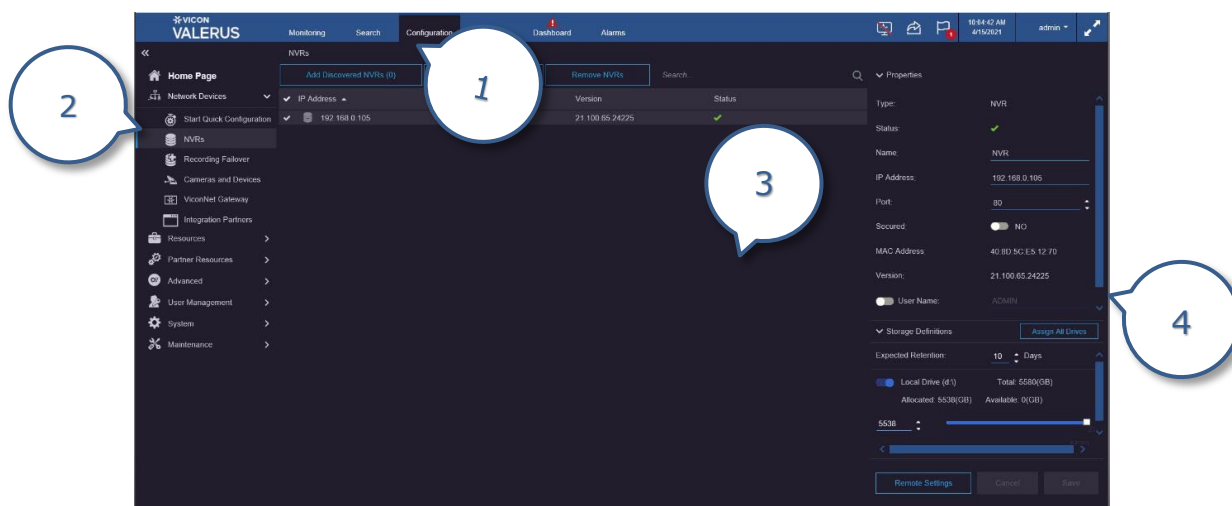 VICON
VALERUS
Monitoring Search Configuration Dashboard Alarms
10:04:42 AM
4/15/2021
admin
1
NVRs
Home Page
Add Discovered NVRs (0) Remove NVRs Search..
Properties
Network Devices
IP Address Version Status
Type: NVR
Start Quick Configuration
192.168.0.105 21.100.65.24225
Status:
NVRs
Name: NVR
Recording Failover
Cameras and Devices
IP Address: 192.168.0.105
ViconNet Gateway
Port: 80
Integration Partners
Secured: NO
Resources
MAC Address: 40:8D:5C:E5:12:70
Partner Resources
Version: 21.100.65.24225
Advanced
User Name: ADMIN
User Management
System
Storage Definitions Assign All Drives
Maintenance
Expected Retention: 10 Days
Local Drive (d:\) Total: 5580(GB)
Allocated: 5538(GB) Available: 0(GB)
5538
Remote Settings Cancel Save
1
2
3
4